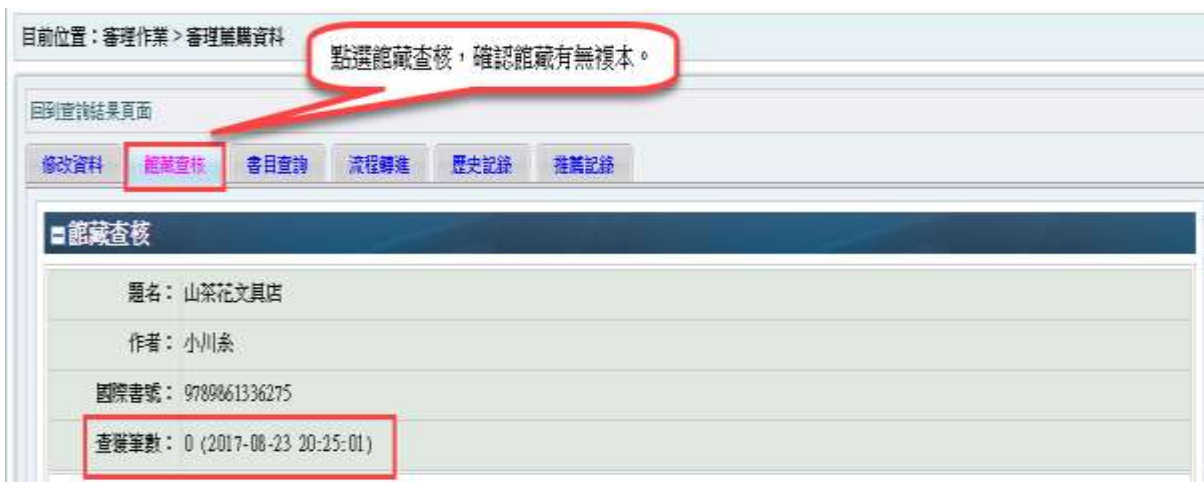 目前位置：審理作業 > 審理薦購資料
點選館藏查核，確認館藏有無複本。
回到查詢結果頁面
修改資料 館藏查核 書目查詢 流程轉進 歷史記錄 推薦記錄
館藏查核
題名： 山茶花文具店
作者： 小川糸
國際書號： 9789861336275
查獲筆數： 0 (2017-08-23 20:25:01)